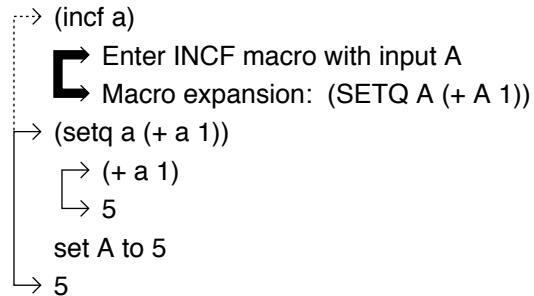 (incf a)
Enter INCF macro with input A
Macro expansion: (SETQ A (+ A 1))
(setq a (+ a 1))
(+ a 1)
5
set A to 5
5